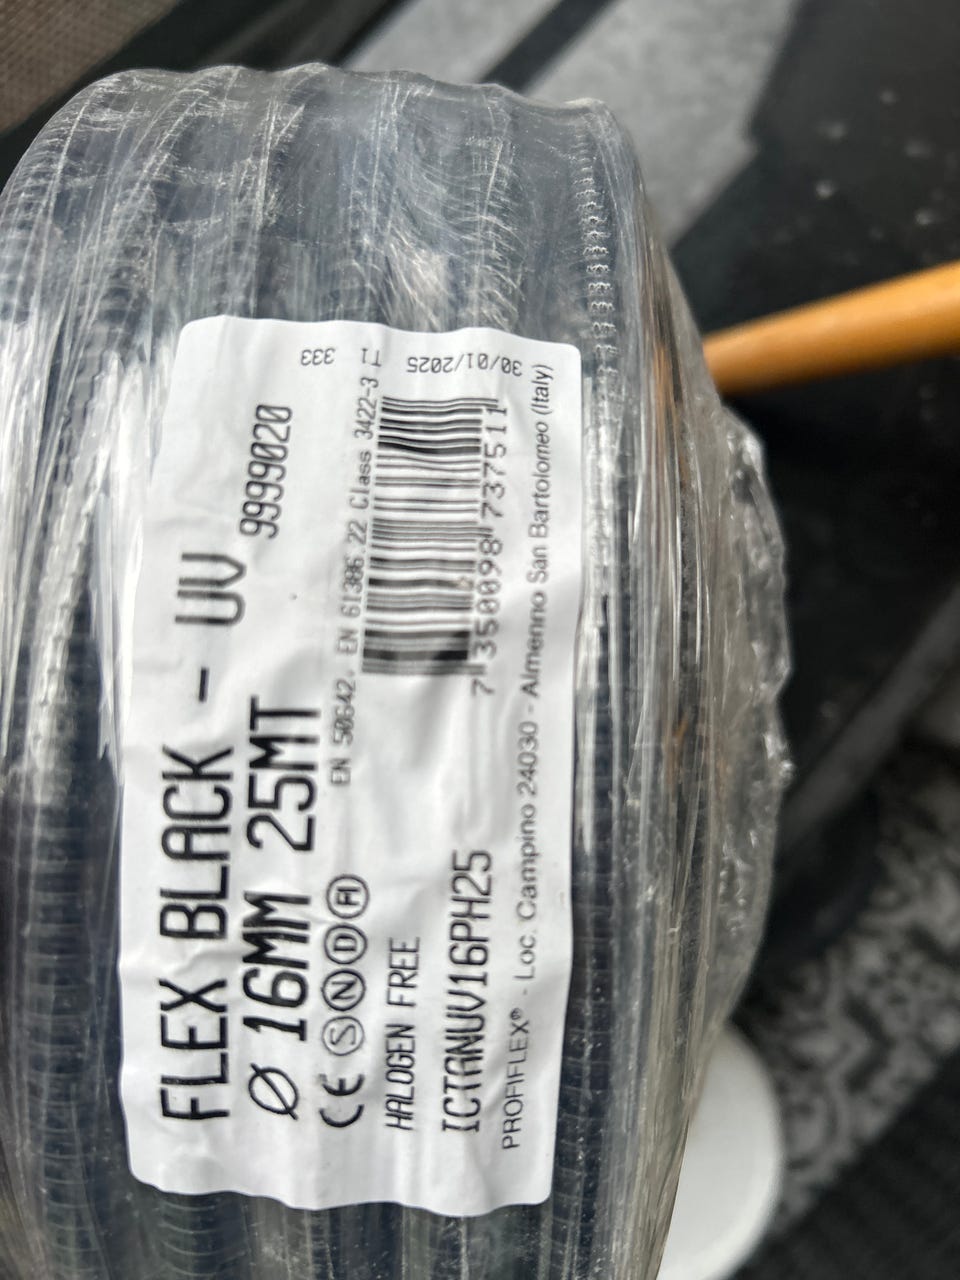 FLEX BLACK - UV
9999020
Ø 16MM 25MT
CE S N D FI
EN 50642. EN 61386.22 Class 3422-3
HALOGEN FREE
ICTANUV16PH25
7 350098 737511
PROFIFLEX® - Loc. Campino 24030 - Almenno San Bartolomeo (Italy)
333
T1
30/01/2025